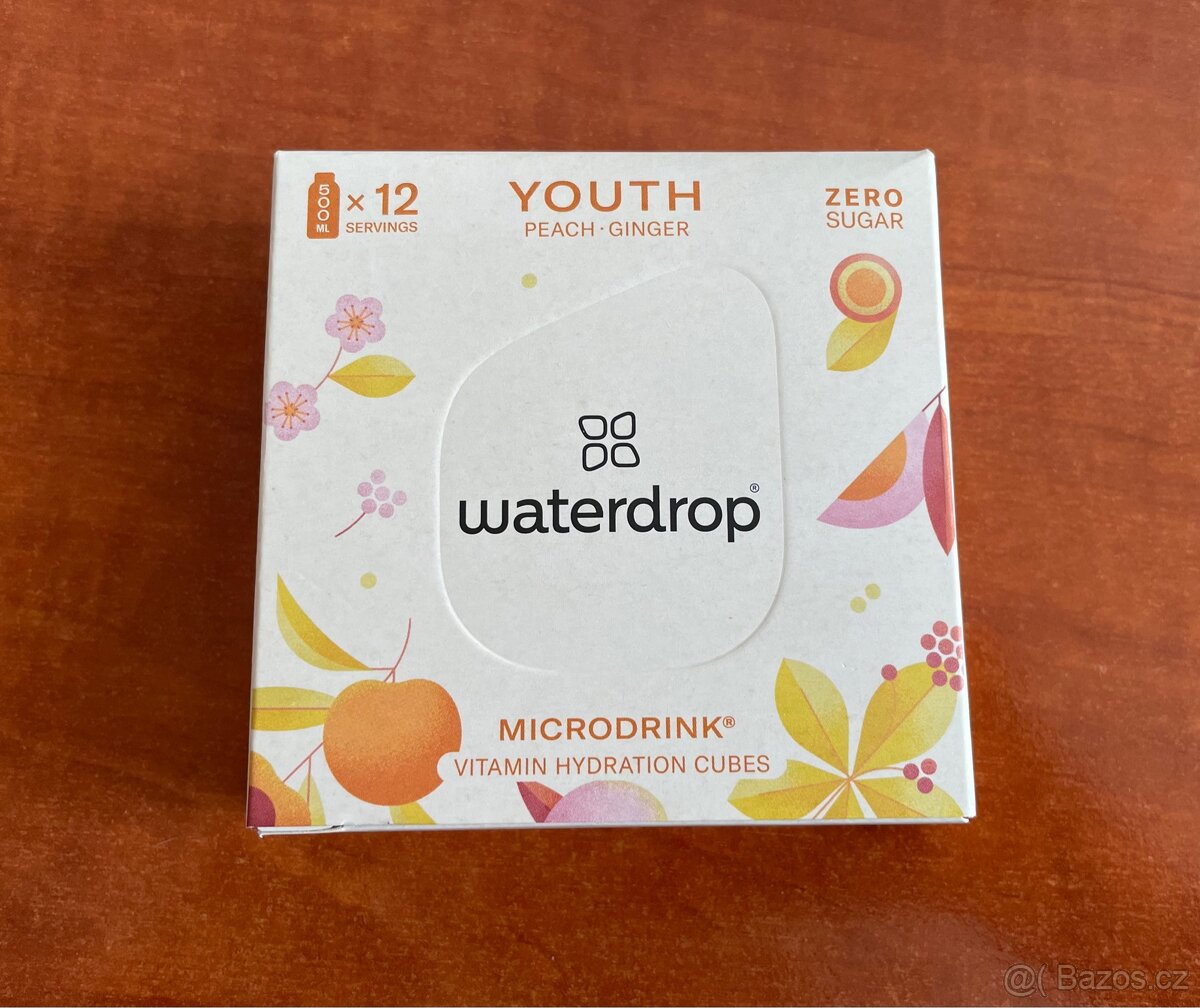 500 ML
× 12
SERVINGS
YOUTH
PEACH · GINGER
ZERO
SUGAR
waterdrop®
MICRODRINK®
VITAMIN HYDRATION CUBES
@( Bazos.cz